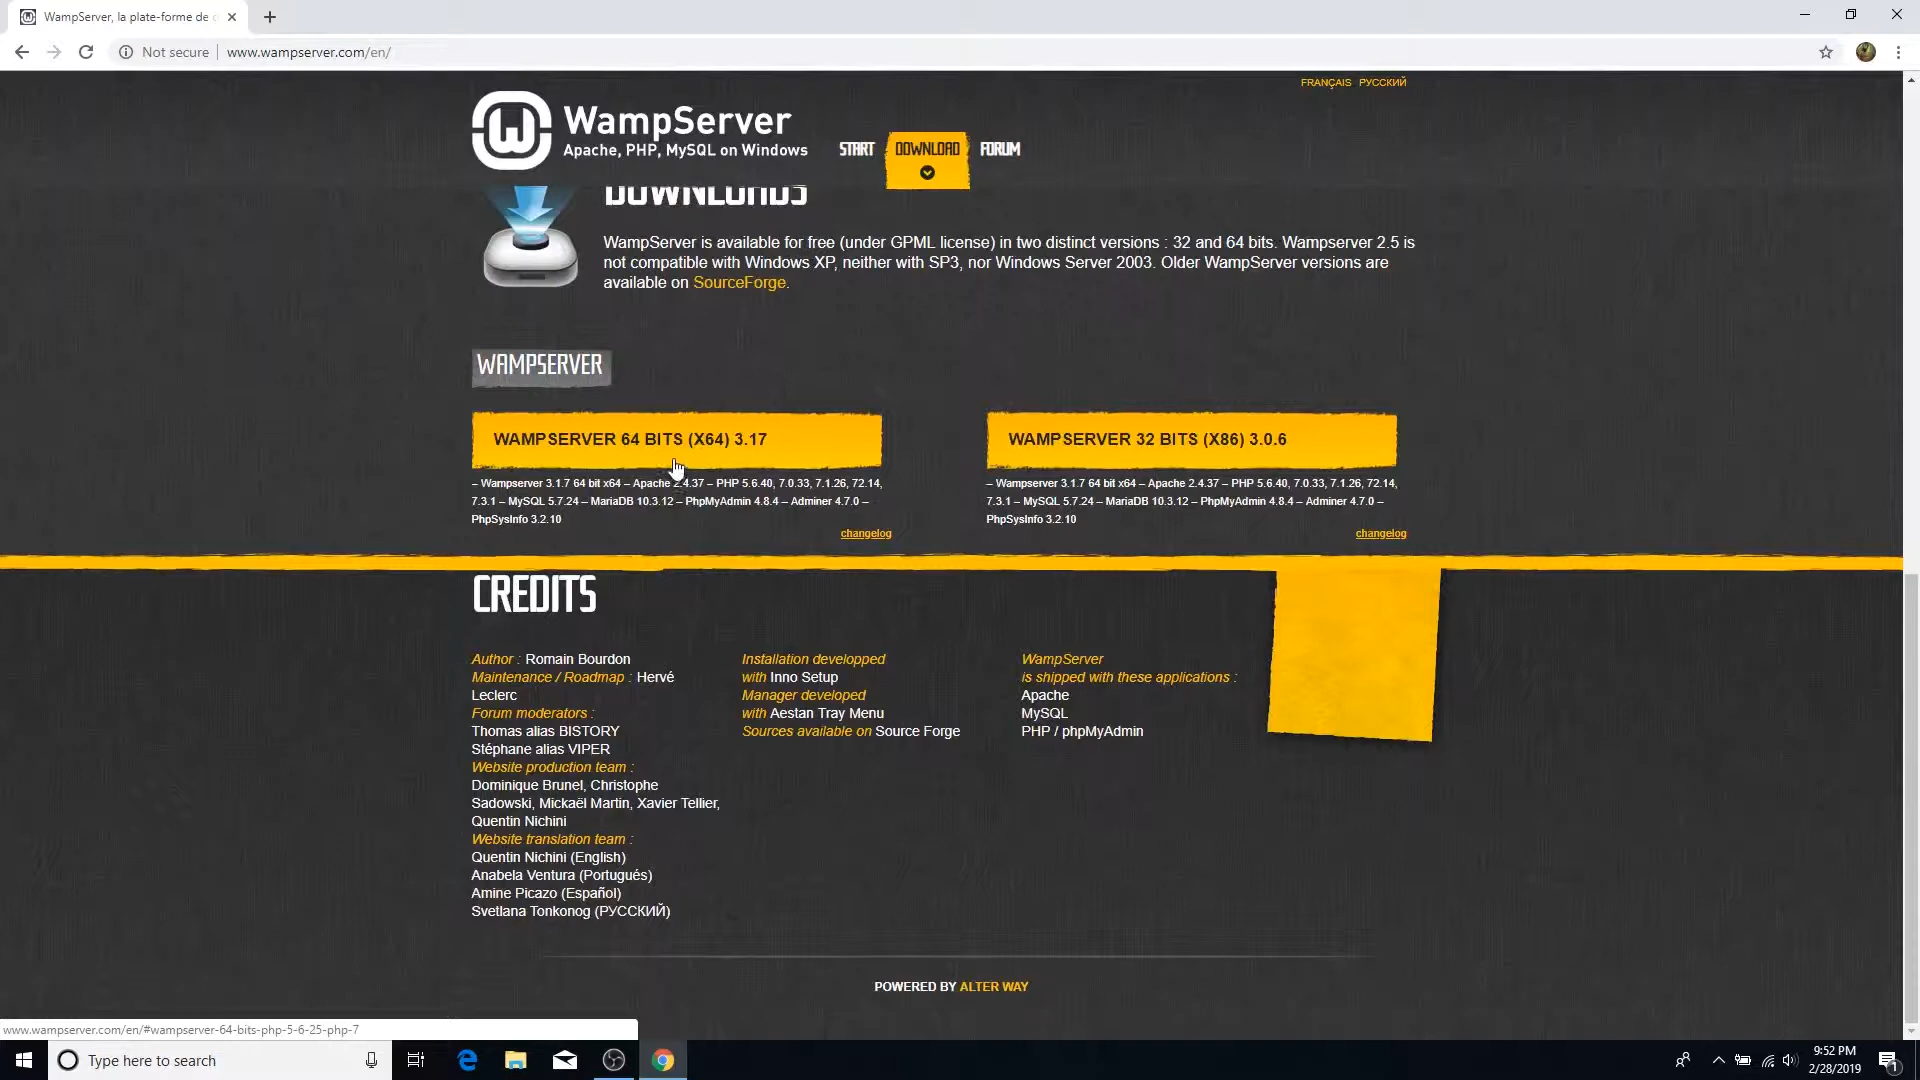 WampServer, la plate-forme de d
Not secure
www.wampserver.com/en/
FRANÇAIS РУССКИЙ
WampServer
Apache, PHP, MySQL on Windows
START
DOWNLOAD
FORUM
DOWNLOADS
WampServer is available for free (under GPML license) in two distinct versions : 32 and 64 bits. Wampserver 2.5 is
not compatible with Windows XP, neither with SP3, nor Windows Server 2003. Older WampServer versions are
available on SourceForge.
WAMPSERVER
WAMPSERVER 64 BITS (X64) 3.17
– Wampserver 3.1.7 64 bit x64 – Apache 2.4.37 – PHP 5.6.40, 7.0.33, 7.1.26, 72.14,
7.3.1 – MySQL 5.7.24 – MariaDB 10.3.12 – PhpMyAdmin 4.8.4 – Adminer 4.7.0 –
PhpSysInfo 3.2.10
changelog
WAMPSERVER 32 BITS (X86) 3.0.6
– Wampserver 3.1.7 64 bit x64 – Apache 2.4.37 – PHP 5.6.40, 7.0.33, 7.1.26, 72.14,
7.3.1 – MySQL 5.7.24 – MariaDB 10.3.12 – PhpMyAdmin 4.8.4 – Adminer 4.7.0 –
PhpSysInfo 3.2.10
changelog
CREDITS
Author : Romain Bourdon
Maintenance / Roadmap : Hervé
Leclerc
Forum moderators :
Thomas alias BISTORY
Stéphane alias VIPER
Website production team :
Dominique Brunel, Christophe
Sadowski, Mickaël Martin, Xavier Tellier,
Quentin Nichini
Website translation team :
Quentin Nichini (English)
Anabela Ventura (Português)
Amine Picazo (Español)
Svetlana Tonkonog (РУССКИЙ)
Installation developped
with Inno Setup
Manager developed
with Aestan Tray Menu
Sources available on Source Forge
WampServer
is shipped with these applications :
Apache
MySQL
PHP / phpMyAdmin
POWERED BY ALTER WAY
www.wampserver.com/en/#wampserver-64-bits-php-5-6-25-php-7
Type here to search
9:52 PM
2/28/2019
1